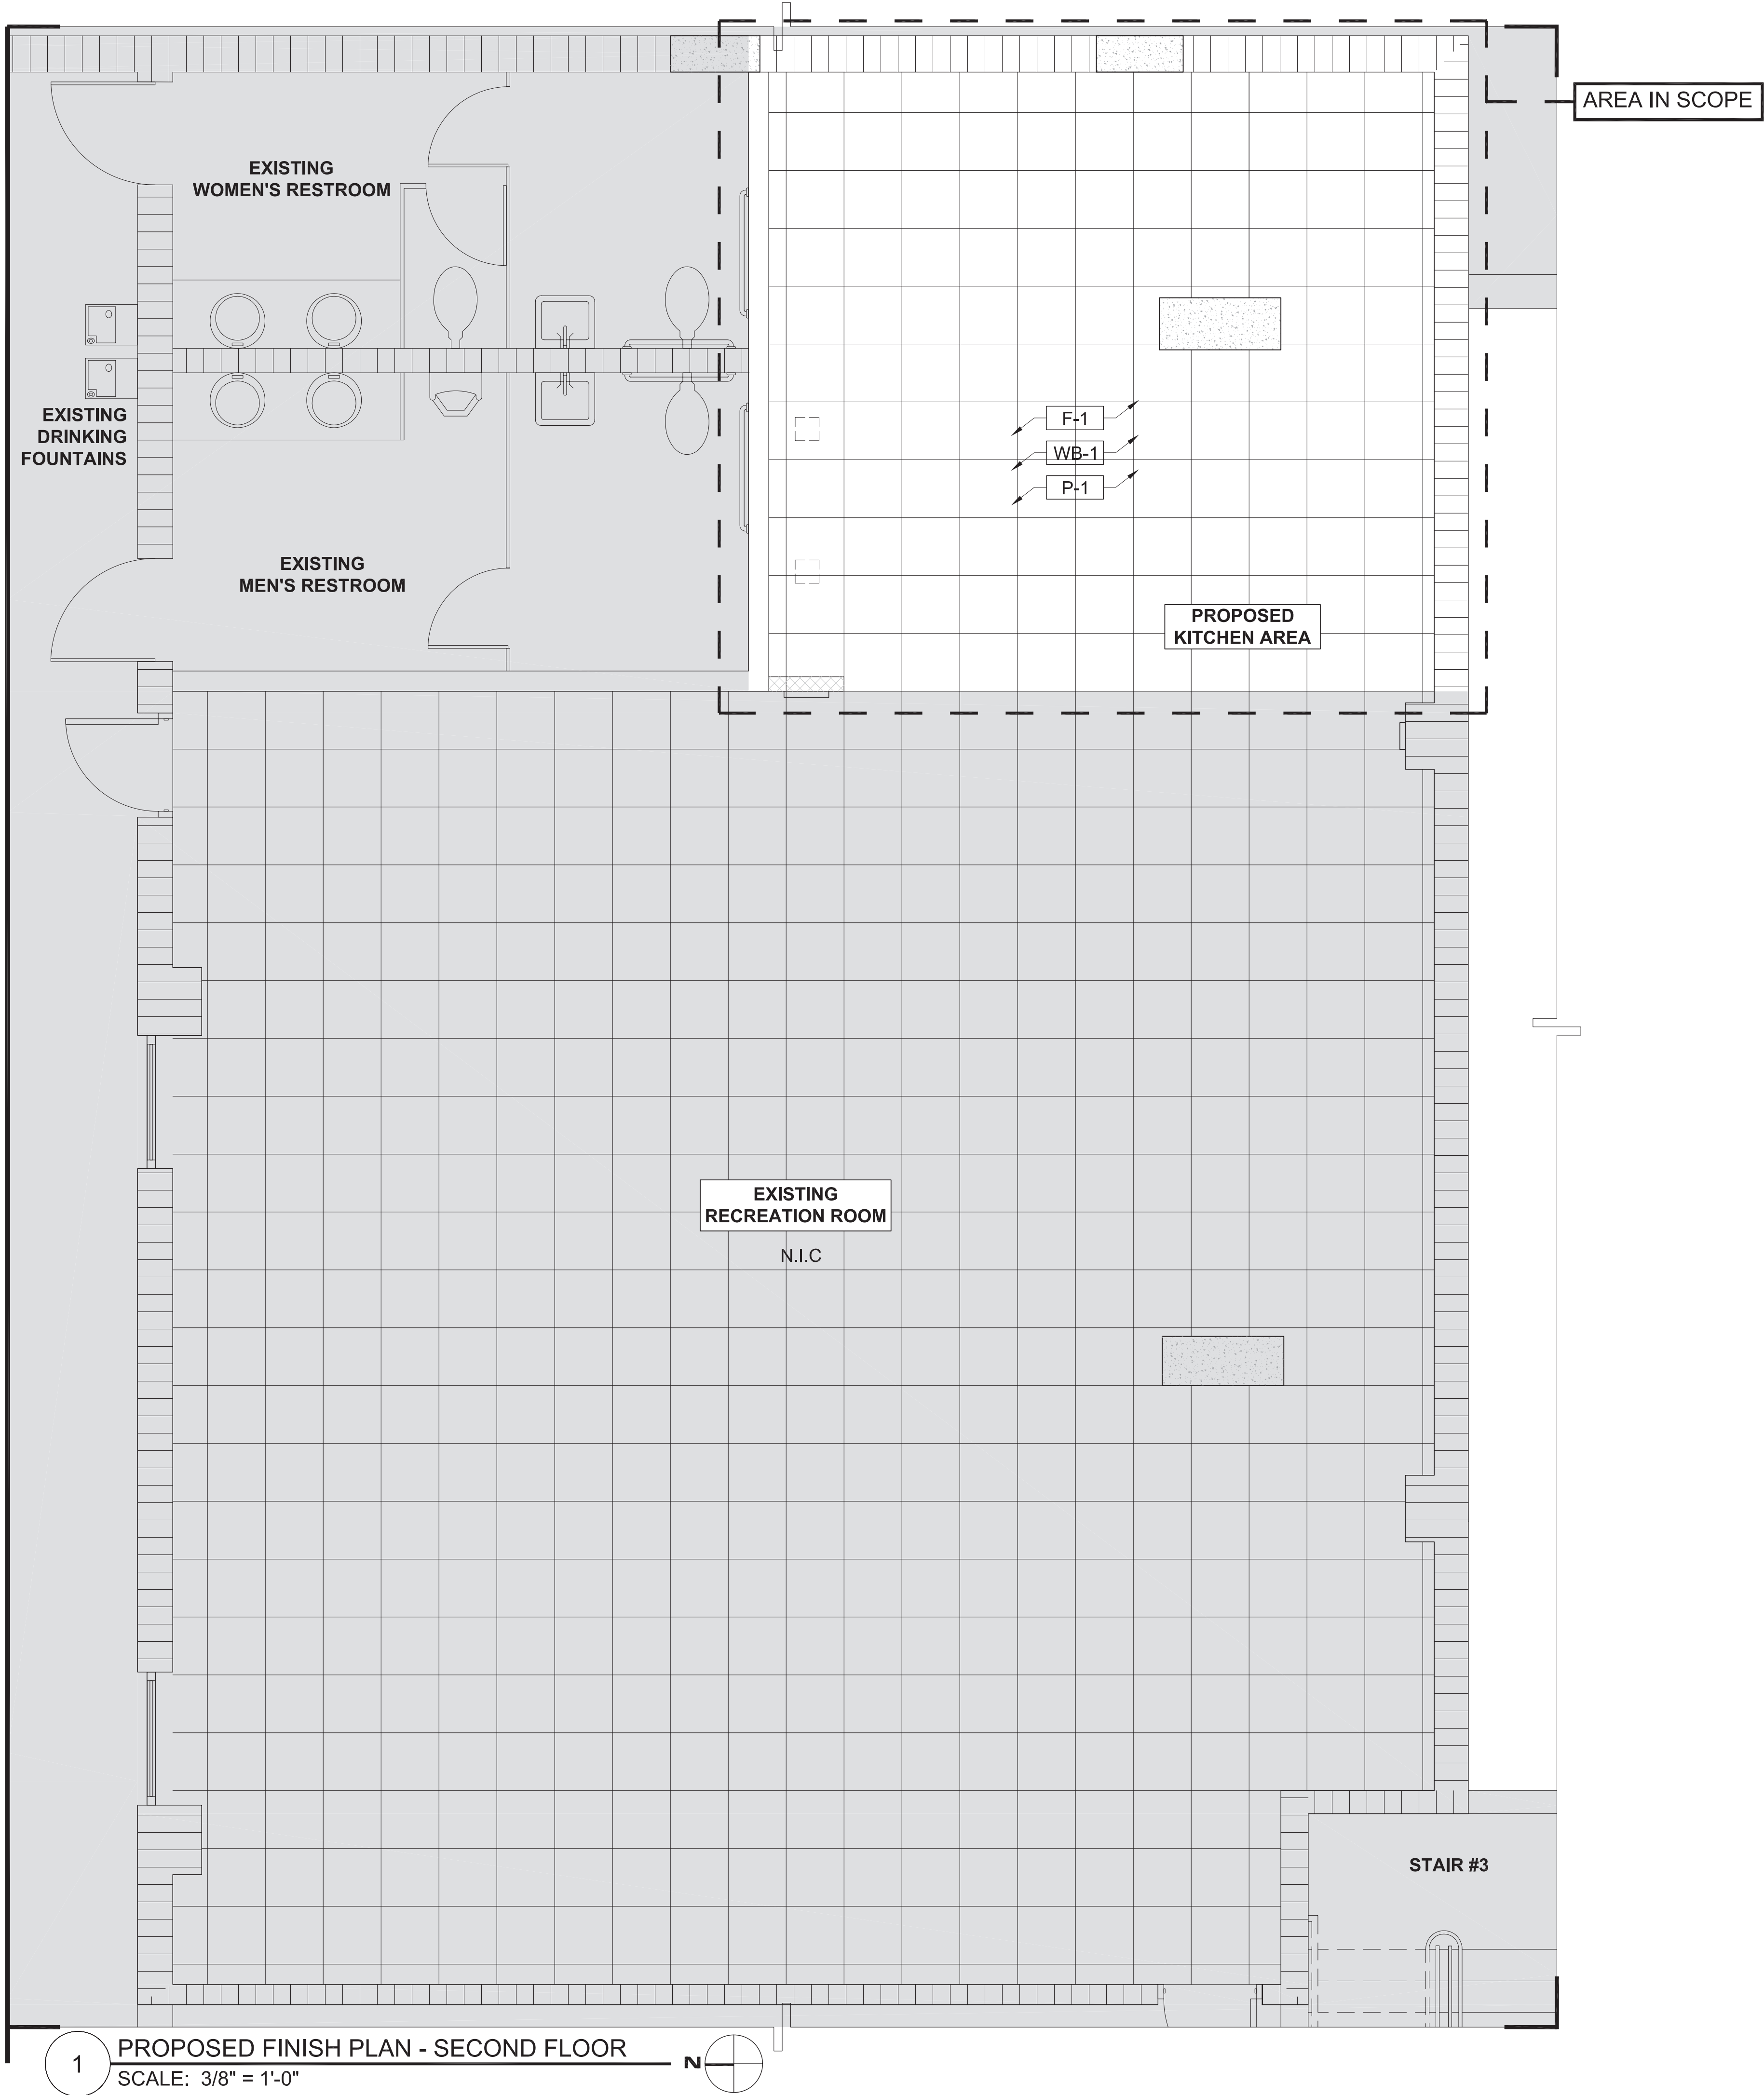 AREA IN SCOPE
EXISTING
WOMEN'S RESTROOM
EXISTING
DRINKING
FOUNTAINS
F-1
WB-1
P-1
EXISTING
MEN'S RESTROOM
PROPOSED
KITCHEN AREA
EXISTING
RECREATION ROOM
N.I.C
STAIR #3
1
PROPOSED FINISH PLAN - SECOND FLOOR
SCALE: 3/8" = 1'-0"
N